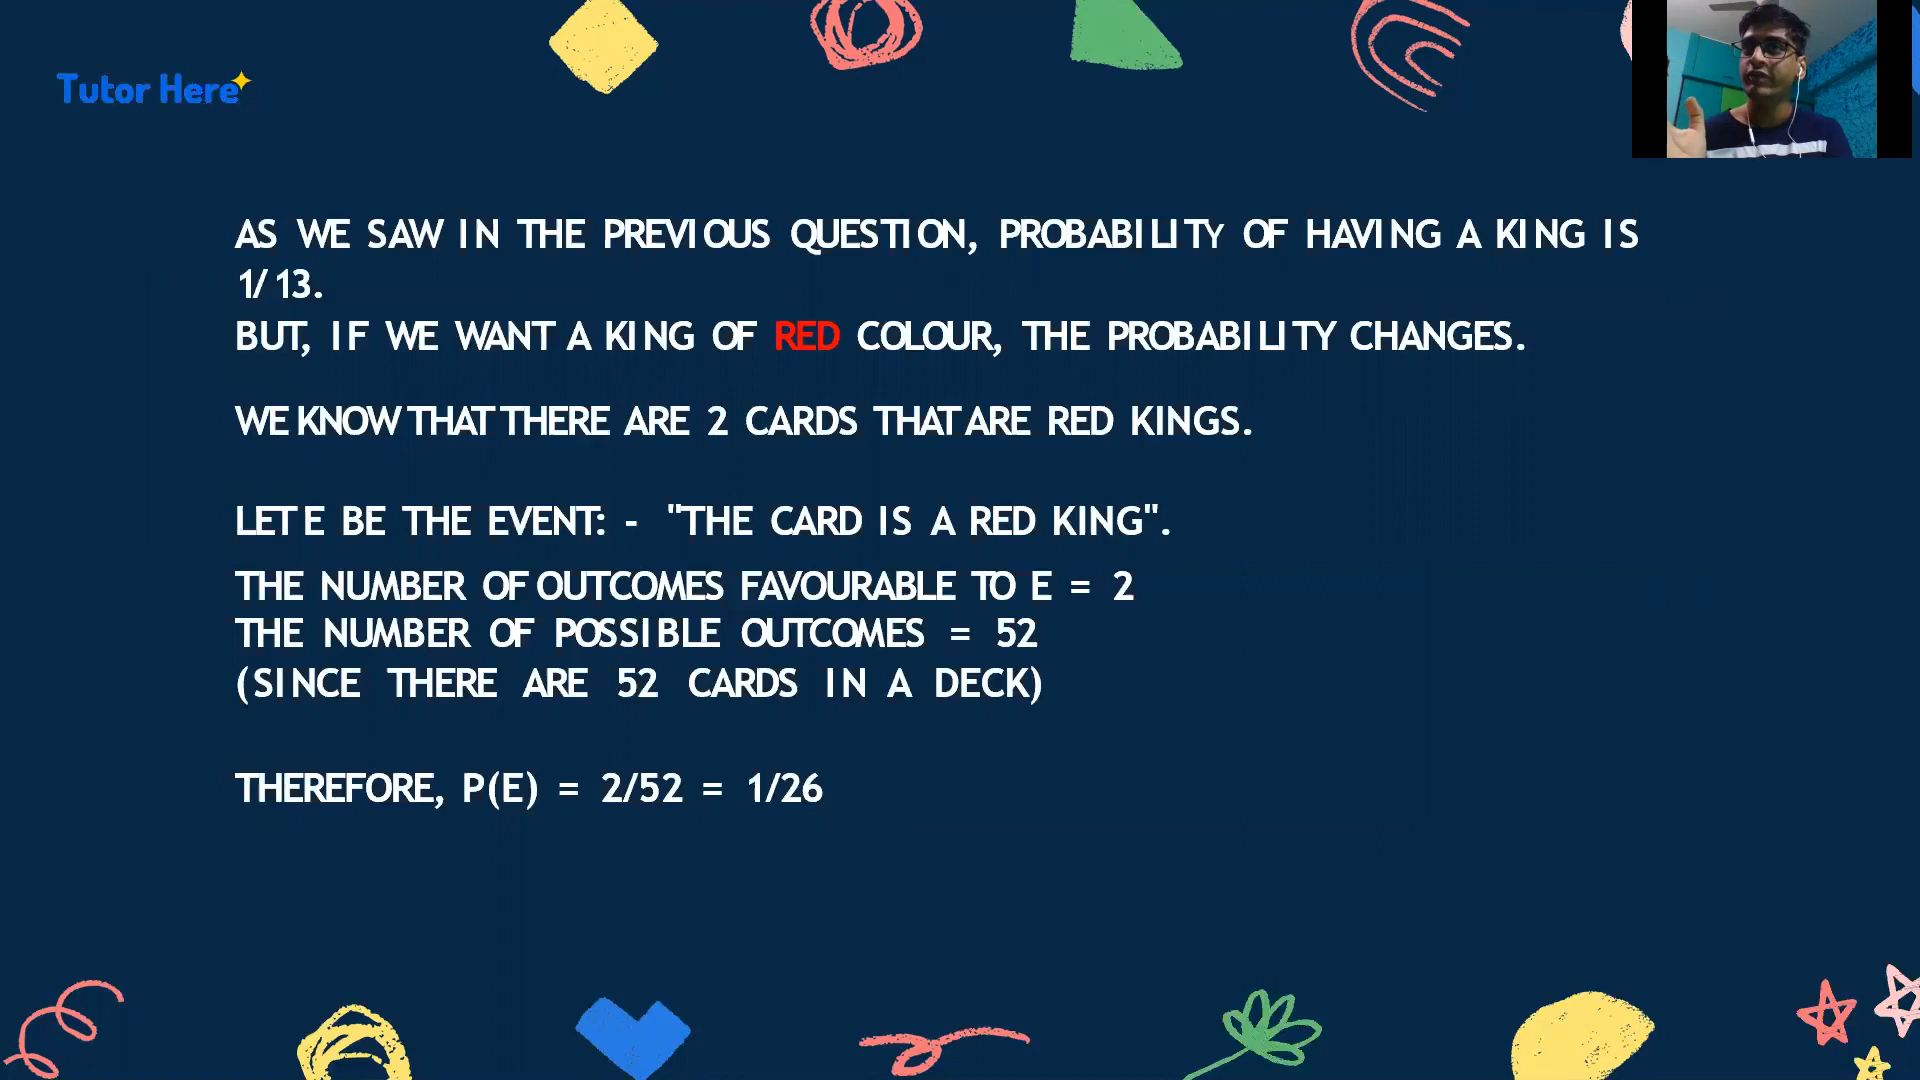 Tutor Here
AS WE SAW IN THE PREVIOUS QUESTION, PROBABILITY OF HAVING A KING IS
1/13.
BUT, IF WE WANT A KING OF RED COLOUR, THE PROBABILITY CHANGES.
WE KNOW THAT THERE ARE 2 CARDS THAT ARE RED KINGS.
LET E BE THE EVENT: - "THE CARD IS A RED KING".
THE NUMBER OF OUTCOMES FAVOURABLE TO E = 2
THE NUMBER OF POSSIBLE OUTCOMES = 52
(SINCE THERE ARE 52 CARDS IN A DECK)
THEREFORE, P(E) = 2/52 = 1/26